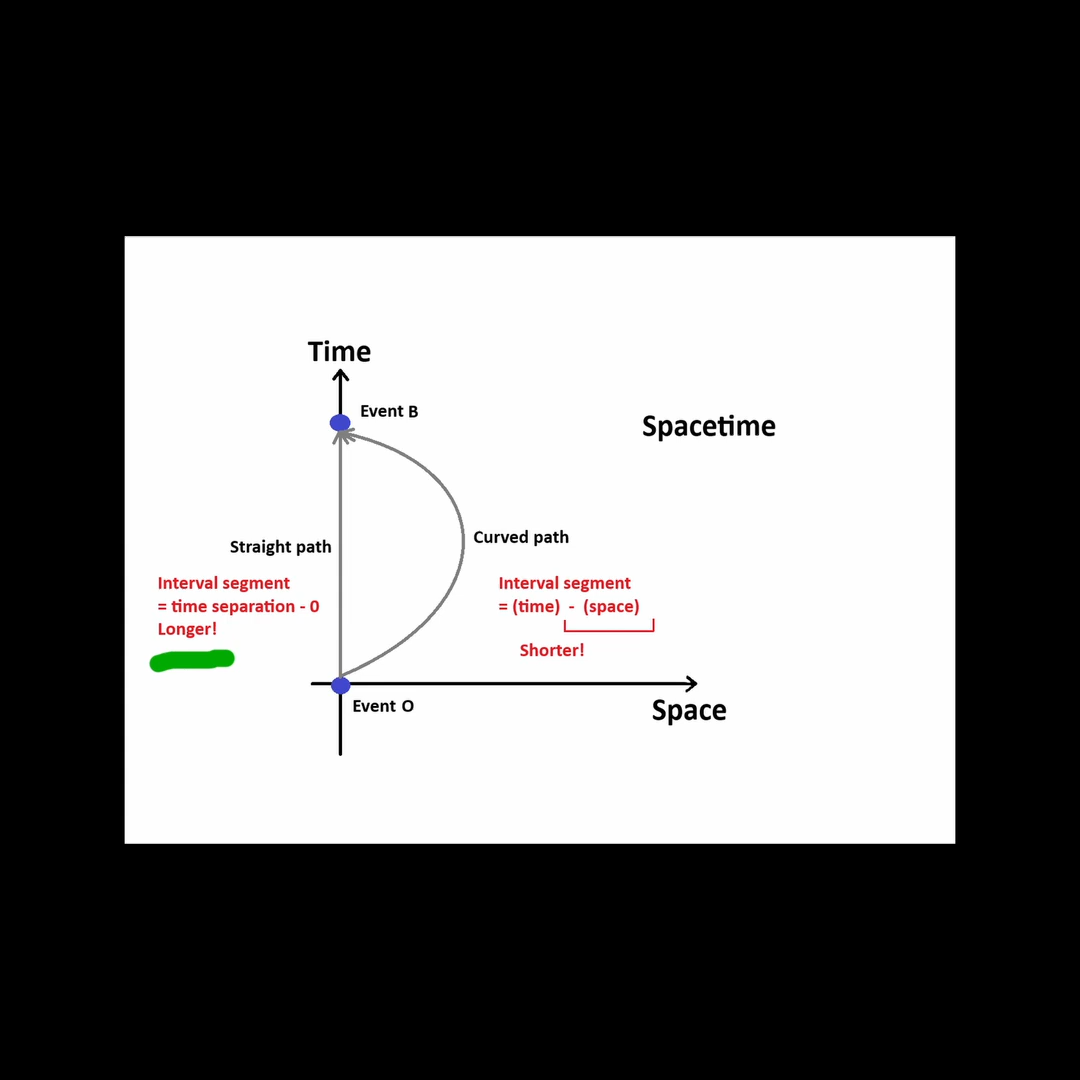 Time
Event B
Spacetime
Curved path
Straight path
Interval segment
= time separation - 0
Longer!
Interval segment
= (time) - (space)
Shorter!
Event O
Space